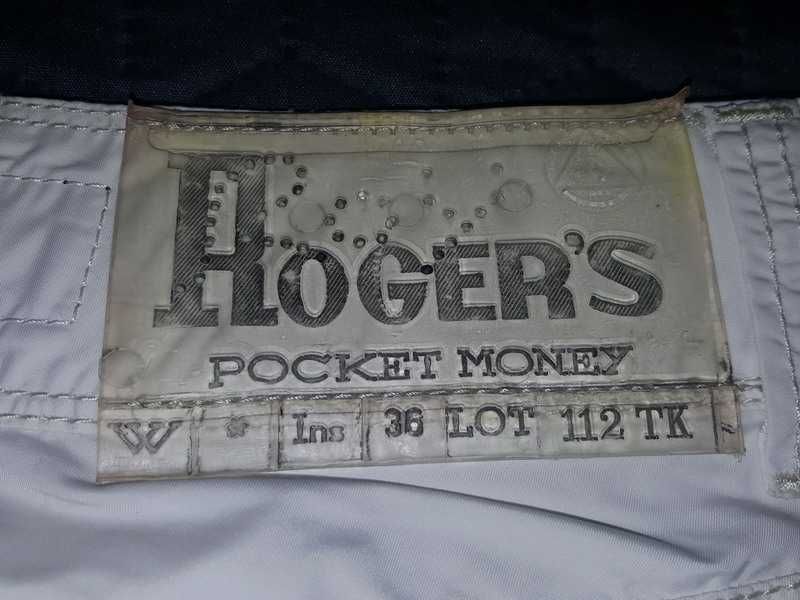 ROGER'S
POCKET MONEY
W * Ins 36 LOT 112 TK